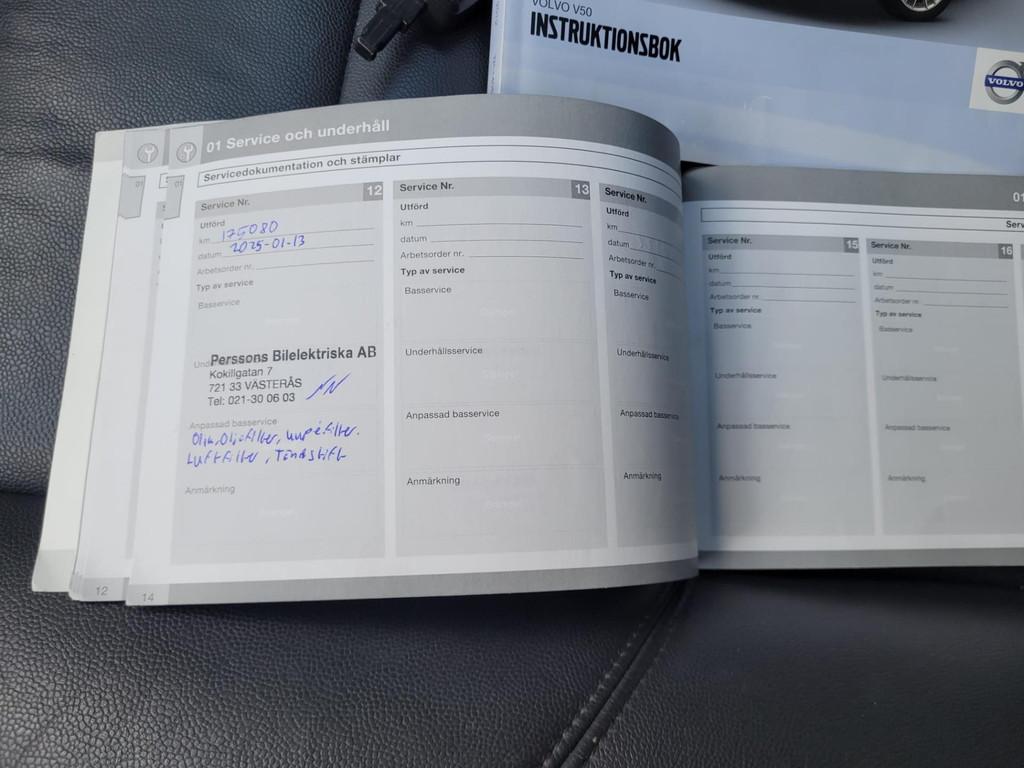 VOLVO V50
INSTRUKTIONSBOK
VOLVO
01 Service och underhåll
Servicedokumentation och stämplar
Service Nr. 12
Utförd
km 175080
datum 2025-01-13
Arbetsorder nr.
Typ av service
Basservice
Perssons Bilelektriska AB
Kokillgatan 7
721 33 VÄSTERÅS
Tel: 021-30 06 03
Anpassad basservice
Olja, Oljefilter, kupéfilter.
Luftfilter, Tändstift
Anmärkning
Service Nr. 13
Utförd
km
datum
Arbetsorder nr.
Typ av service
Basservice
Underhållsservice
Anpassad basservice
Anmärkning
Service Nr.
Utförd
km
datum
Arbetsorder nr.
Typ av service
Basservice
Underhållsservice
Anpassad basservice
Anmärkning
12
14
01
Service Nr. 15
Utförd
km
datum
Arbetsorder nr.
Typ av service
Basservice
Underhållsservice
Anpassad basservice
Anmärkning
Service Nr. 16
Utförd
km
datum
Arbetsorder nr.
Typ av service
Basservice
Underhållsservice
Anpassad basservice
Anmärkning